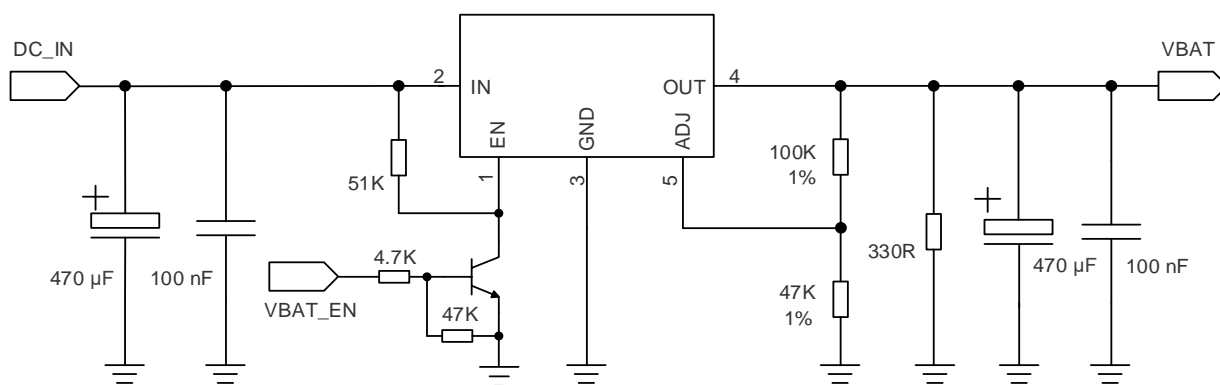 DC_IN
VBAT
2
IN
OUT
4
EN
GND
ADJ
1
3
5
51K
100K
1%
470 µF
100 nF
4.7K
VBAT_EN
47K
47K
1%
330R
470 µF
100 nF